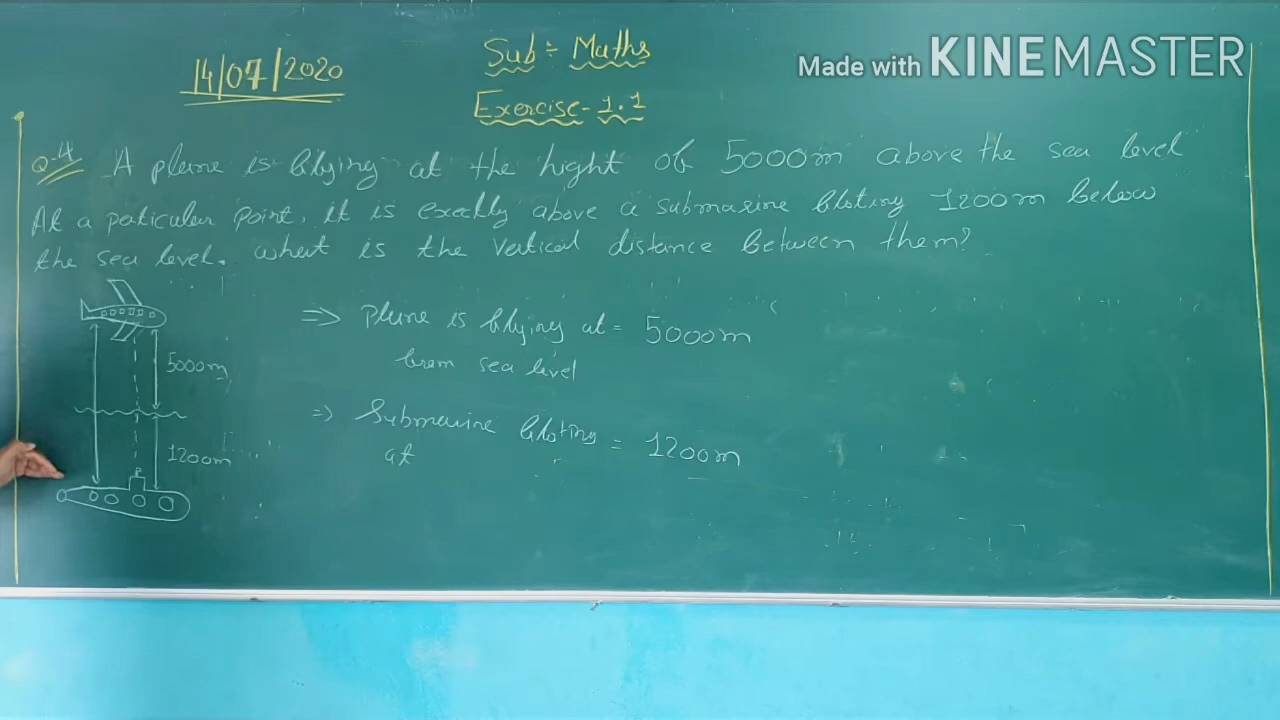 14/07/2020
Sub:- Maths
Made with KINEMASTER
Exercise-1.1
Q-4 A plane is flying at the hight of 5000m above the sea level
At a paticular point, it is exectly above a submarine floting 1200m below
the sea level. what is the vertical distance between them?
⇒ plane is flying at = 5000m
from sea level
5000m
⇒ Submarine floting = 1200m
at
1200m